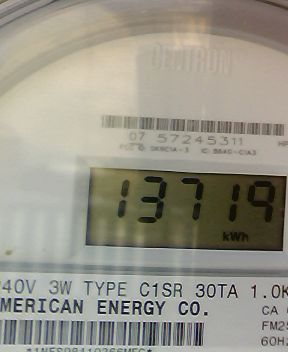 CENTRON
07 57245311
13719
kWh
40V 3W TYPE C1SR 30TA 1.0K
MERICAN ENERGY CO.
CA
FM2S
60H